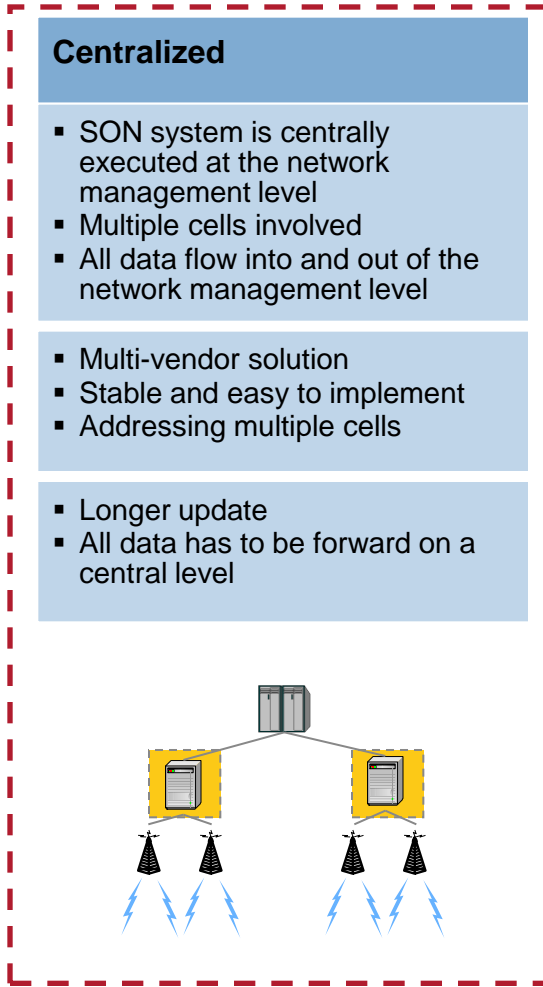 Centralized
▪ SON system is centrally
executed at the network
management level
▪ Multiple cells involved
▪ All data flow into and out of the
network management level
▪ Multi-vendor solution
▪ Stable and easy to implement
▪ Addressing multiple cells
▪ Longer update
▪ All data has to be forward on a
central level